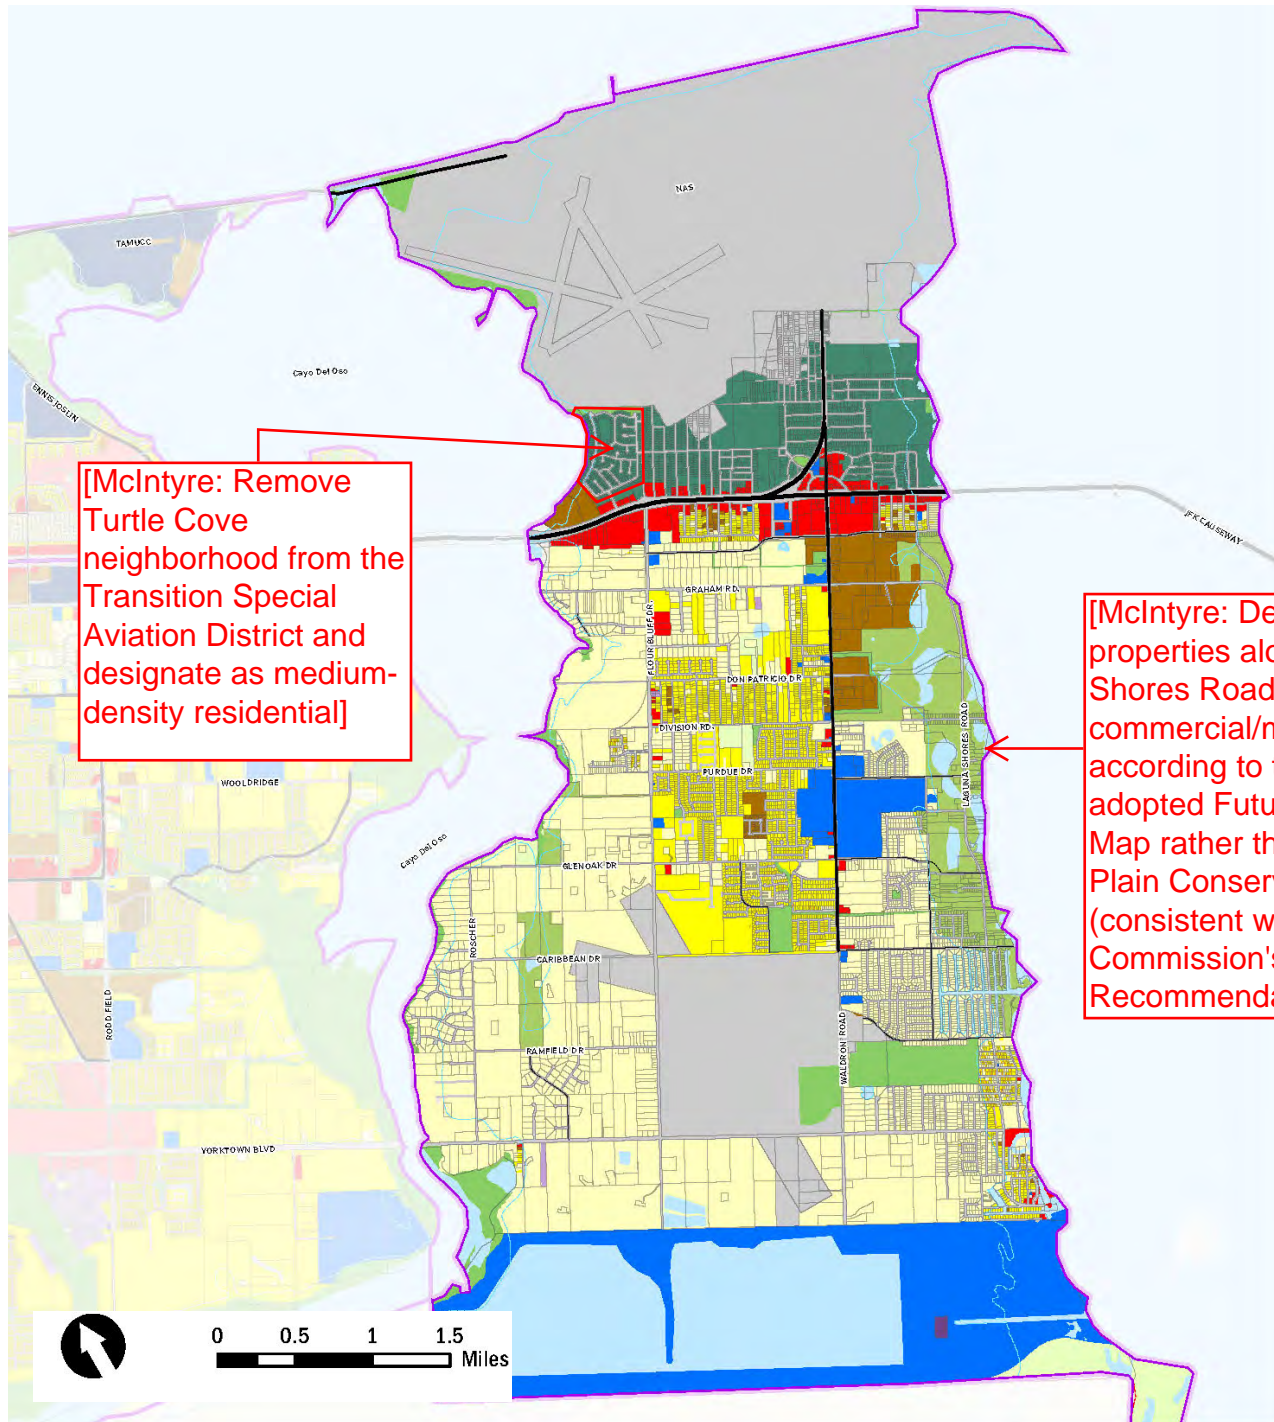 NAS
TAMUCC
Cayo Del Oso
ENNIS JOSLIN
[McIntyre: Remove
Turtle Cove
neighborhood from the
Transition Special
Aviation District and
designate as medium-
density residential]
JFK CAUSEWAY
GRAHAM RD.
FLOUR BLUFF DR.
[McIntyre: De
properties alo
Shores Road
commercial/m
according to t
adopted Futu
Map rather th
Plain Conserv
(consistent w
Commission's
Recommenda
DON PATRICIO DR
DIVISION RD.
LAGUNA SHORES ROAD
PURDUE DR
WOOLDRIDGE
Cayo Del Oso
GLENOAK DR
ROSCHER
CARIBBEAN DR
RODD FIELD
WALDRON ROAD
RAMFIELD DR
YORKTOWN BLVD
0 0.5 1 1.5
Miles